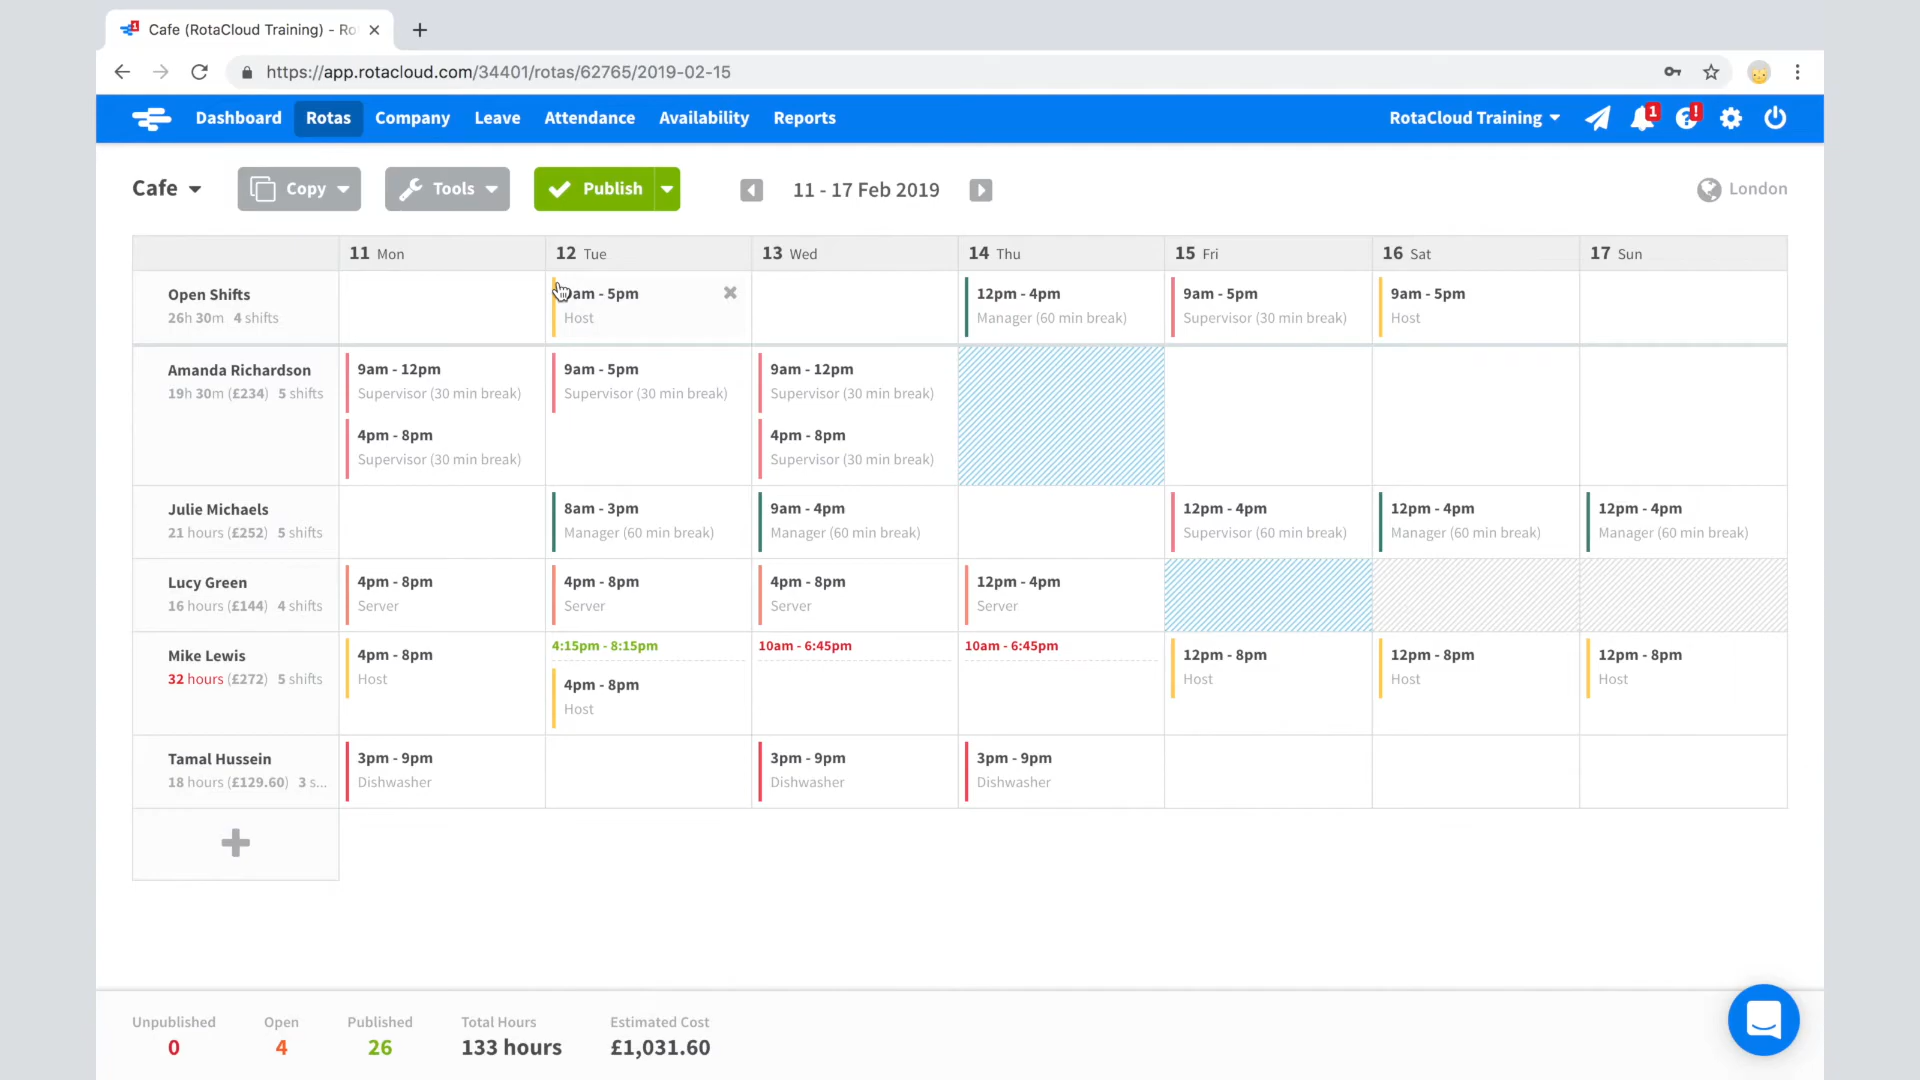 Cafe (RotaCloud Training) - Ro
https://app.rotacloud.com/34401/rotas/62765/2019-02-15
Dashboard Rotas Company Leave Attendance Availability Reports RotaCloud Training 1 !
Cafe Copy Tools Publish 11 - 17 Feb 2019 London
11 Mon 12 Tue 13 Wed 14 Thu 15 Fri 16 Sat 17 Sun
Open Shifts 9am - 5pm 12pm - 4pm 9am - 5pm 9am - 5pm
26h 30m 4 shifts Host Manager (60 min break) Supervisor (30 min break) Host
Amanda Richardson 9am - 12pm 9am - 5pm 9am - 12pm
19h 30m (£234) 5 shifts Supervisor (30 min break) Supervisor (30 min break) Supervisor (30 min break)
4pm - 8pm 4pm - 8pm
Supervisor (30 min break) Supervisor (30 min break)
Julie Michaels 8am - 3pm 9am - 4pm 12pm - 4pm 12pm - 4pm 12pm - 4pm
21 hours (£252) 5 shifts Manager (60 min break) Manager (60 min break) Supervisor (60 min break) Manager (60 min break) Manager (60 min break)
Lucy Green 4pm - 8pm 4pm - 8pm 4pm - 8pm 12pm - 4pm
16 hours (£144) 4 shifts Server Server Server Server
4:15pm - 8:15pm 10am - 6:45pm 10am - 6:45pm
Mike Lewis 4pm - 8pm 12pm - 8pm 12pm - 8pm 12pm - 8pm
32 hours (£272) 5 shifts Host Host Host Host
4pm - 8pm
Host
Tamal Hussein 3pm - 9pm 3pm - 9pm 3pm - 9pm
18 hours (£129.60) 3 s... Dishwasher Dishwasher Dishwasher
Unpublished Open Published Total Hours Estimated Cost
0 4 26 133 hours £1,031.60